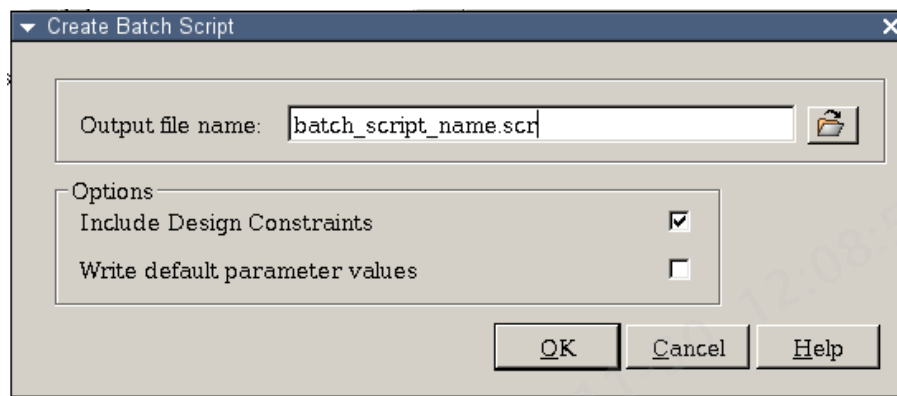 Create Batch Script
Output file name: batch_script_name.scr
Options
Include Design Constraints
Write default parameter values
OK Cancel Help